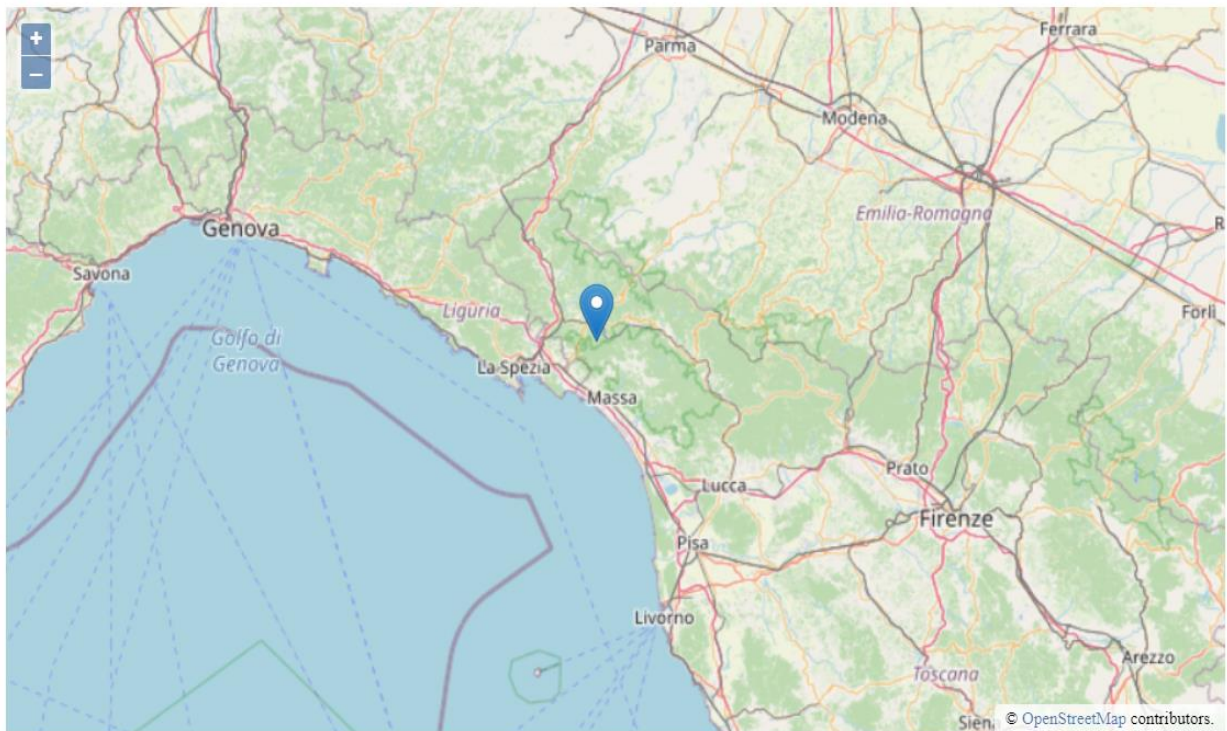 +
−
Parma
Ferrara
Modena
Emilia-Romagna
R
Genova
Savona
Liguria
Forlì
Golfo di
Genova
La Spezia
Massa
Prato
Lucca
Firenze
Pisa
Livorno
Arezzo
Toscana
Siena
© OpenStreetMap contributors.